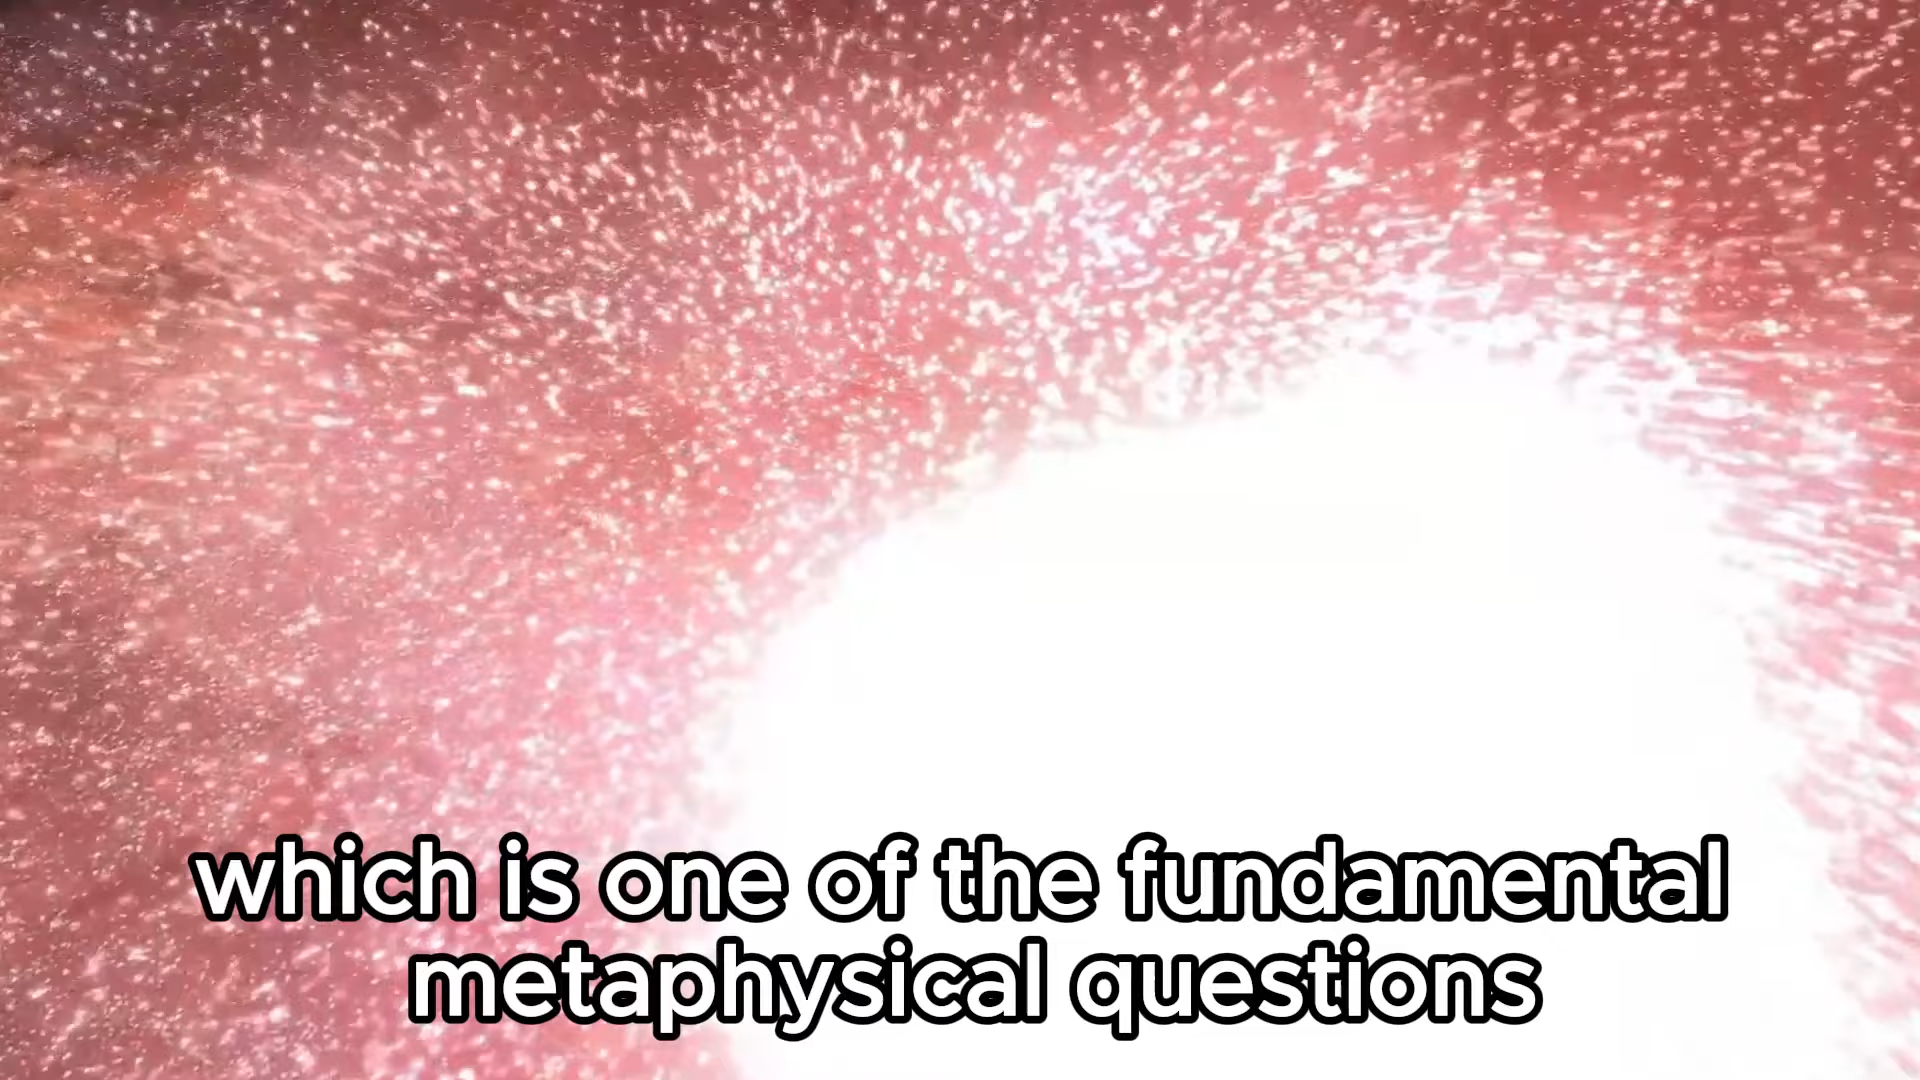 which is one of the fundamental
metaphysical questions